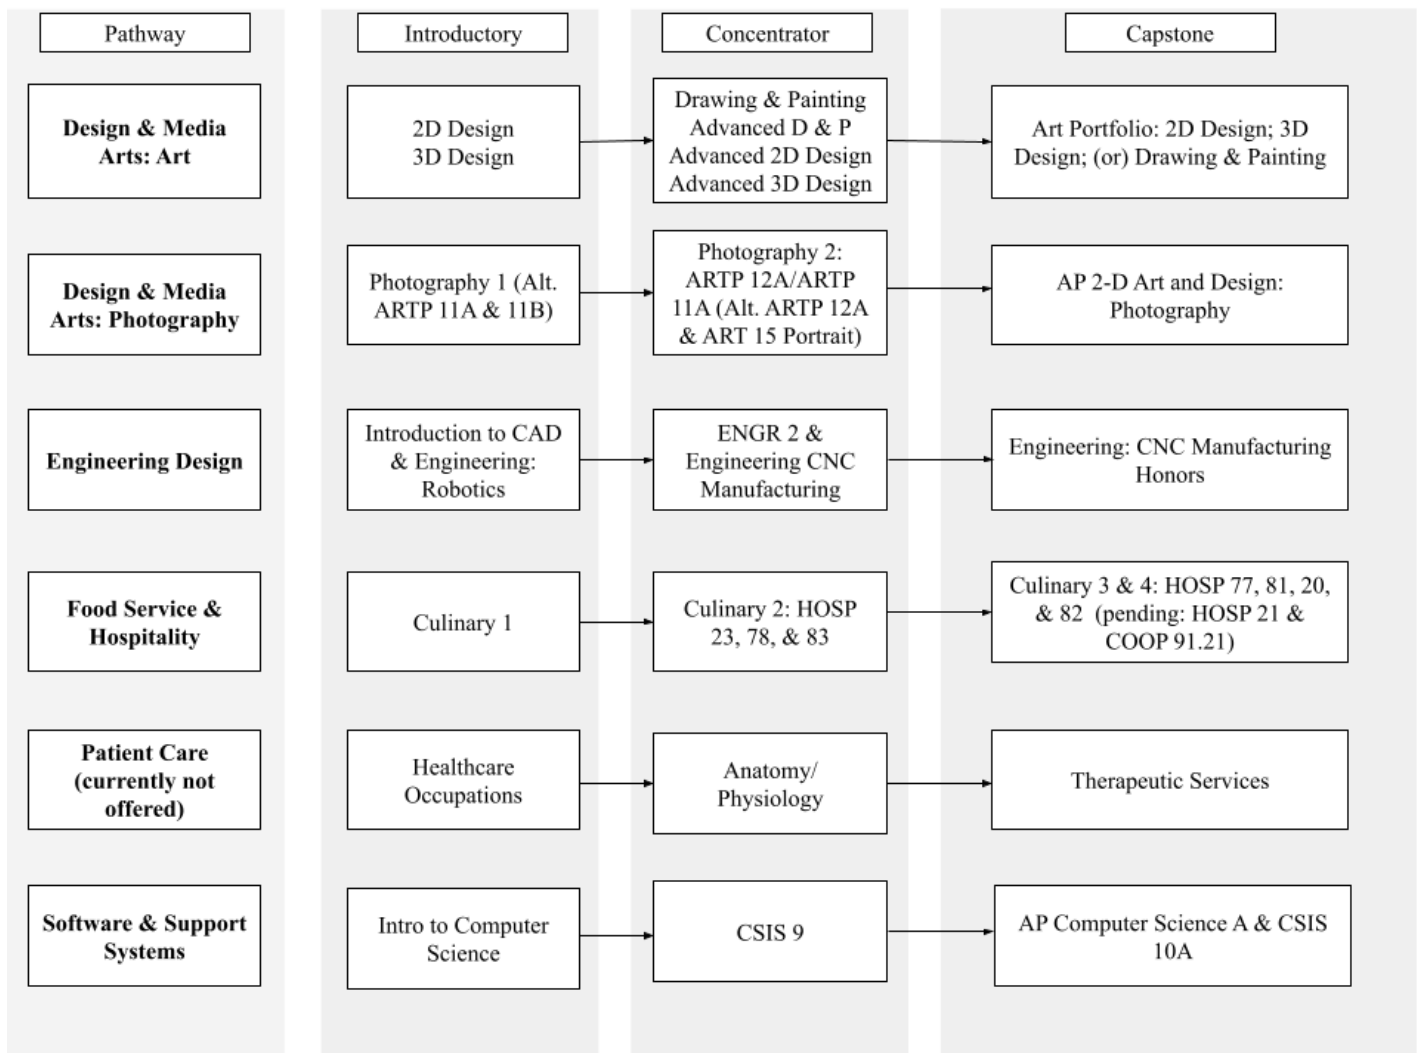 Pathway
Introductory
Concentrator
Capstone
Design & Media
Arts: Art
2D Design
3D Design
Drawing & Painting
Advanced D & P
Advanced 2D Design
Advanced 3D Design
Art Portfolio: 2D Design; 3D
Design; (or) Drawing & Painting
Design & Media
Arts: Photography
Photography 1 (Alt.
ARTP 11A & 11B)
Photography 2:
ARTP 12A/ARTP
11A (Alt. ARTP 12A
& ART 15 Portrait)
AP 2-D Art and Design:
Photography
Engineering Design
Introduction to CAD
& Engineering:
Robotics
ENGR 2 &
Engineering CNC
Manufacturing
Engineering: CNC Manufacturing
Honors
Food Service &
Hospitality
Culinary 1
Culinary 2: HOSP
23, 78, & 83
Culinary 3 & 4: HOSP 77, 81, 20,
& 82 (pending: HOSP 21 &
COOP 91.21)
Patient Care
(currently not
offered)
Healthcare
Occupations
Anatomy/
Physiology
Therapeutic Services
Software & Support
Systems
Intro to Computer
Science
CSIS 9
AP Computer Science A & CSIS
10A